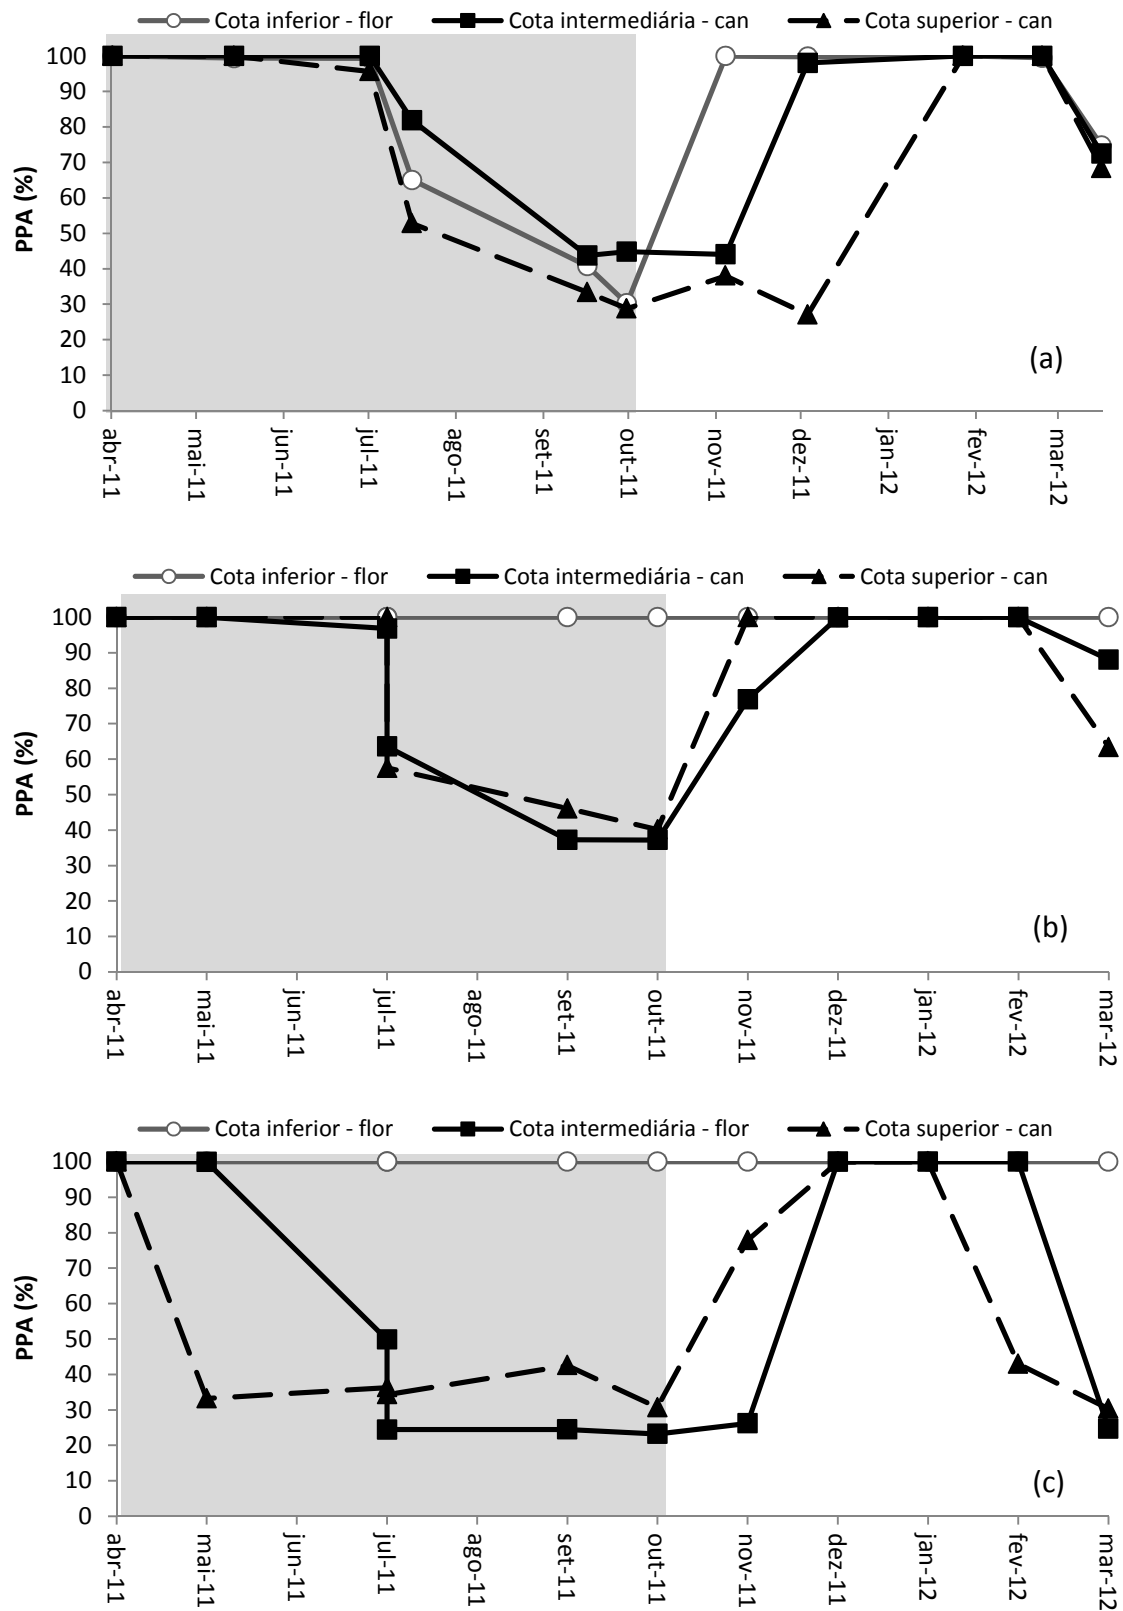 Cota inferior - flor Cota intermediária - can Cota superior - can
100
90
80
70
60
50
40
30
20
10
0
PPA (%)
(a)
abr-11 mai-11 jun-11 jul-11 ago-11 set-11 out-11 nov-11 dez-11 jan-12 fev-12 mar-12
Cota inferior - flor Cota intermediária - can Cota superior - can
100
90
80
70
60
50
40
30
20
10
0
PPA (%)
(b)
abr-11 mai-11 jun-11 jul-11 ago-11 set-11 out-11 nov-11 dez-11 jan-12 fev-12 mar-12
Cota inferior - flor Cota intermediária - flor Cota superior - can
100
90
80
70
60
50
40
30
20
10
0
PPA (%)
(c)
abr-11 mai-11 jun-11 jul-11 ago-11 set-11 out-11 nov-11 dez-11 jan-12 fev-12 mar-12